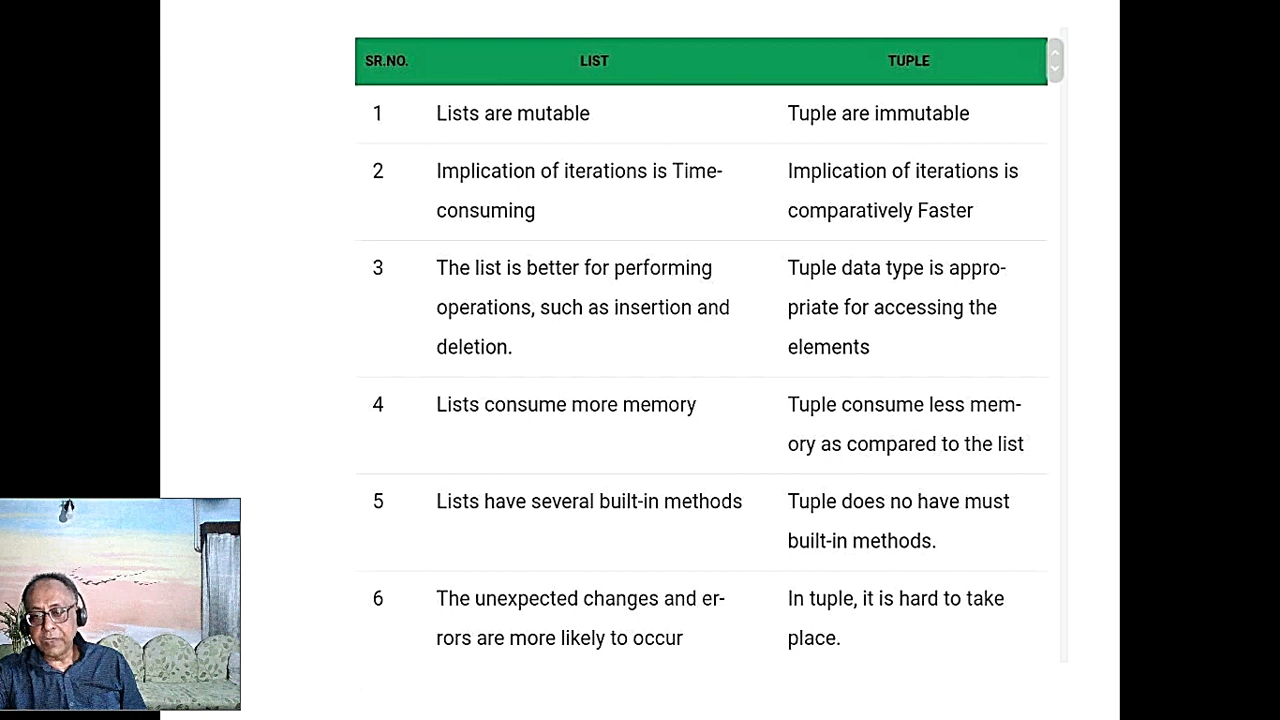 SR.NO. LIST TUPLE
1 Lists are mutable Tuple are immutable
2 Implication of iterations is Time- Implication of iterations is
consuming comparatively Faster
3 The list is better for performing Tuple data type is appro-
operations, such as insertion and priate for accessing the
deletion. elements
4 Lists consume more memory Tuple consume less mem-
ory as compared to the list
5 Lists have several built-in methods Tuple does no have must
built-in methods.
6 The unexpected changes and er- In tuple, it is hard to take
rors are more likely to occur place.